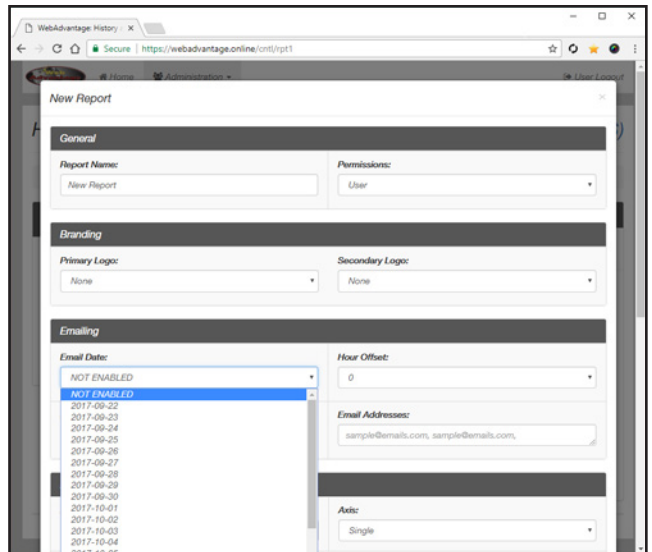 WebAdvantage: History
Secure https://webadvantage.online/cntl/rpt1
Home Administration User Logout
New Report
General
Report Name: Permissions:
New Report User
Branding
Primary Logo: Secondary Logo:
None None
Emailing
Email Date: Hour Offset:
NOT ENABLED 0
NOT ENABLED
2017-09-22
2017-09-23
2017-09-24
2017-09-25
2017-09-26
2017-09-27
2017-09-28
2017-09-29
2017-09-30
2017-10-01
2017-10-02
2017-10-03
2017-10-04
Email Addresses:
sample@emails.com, sample@emails.com,
Axis:
Single